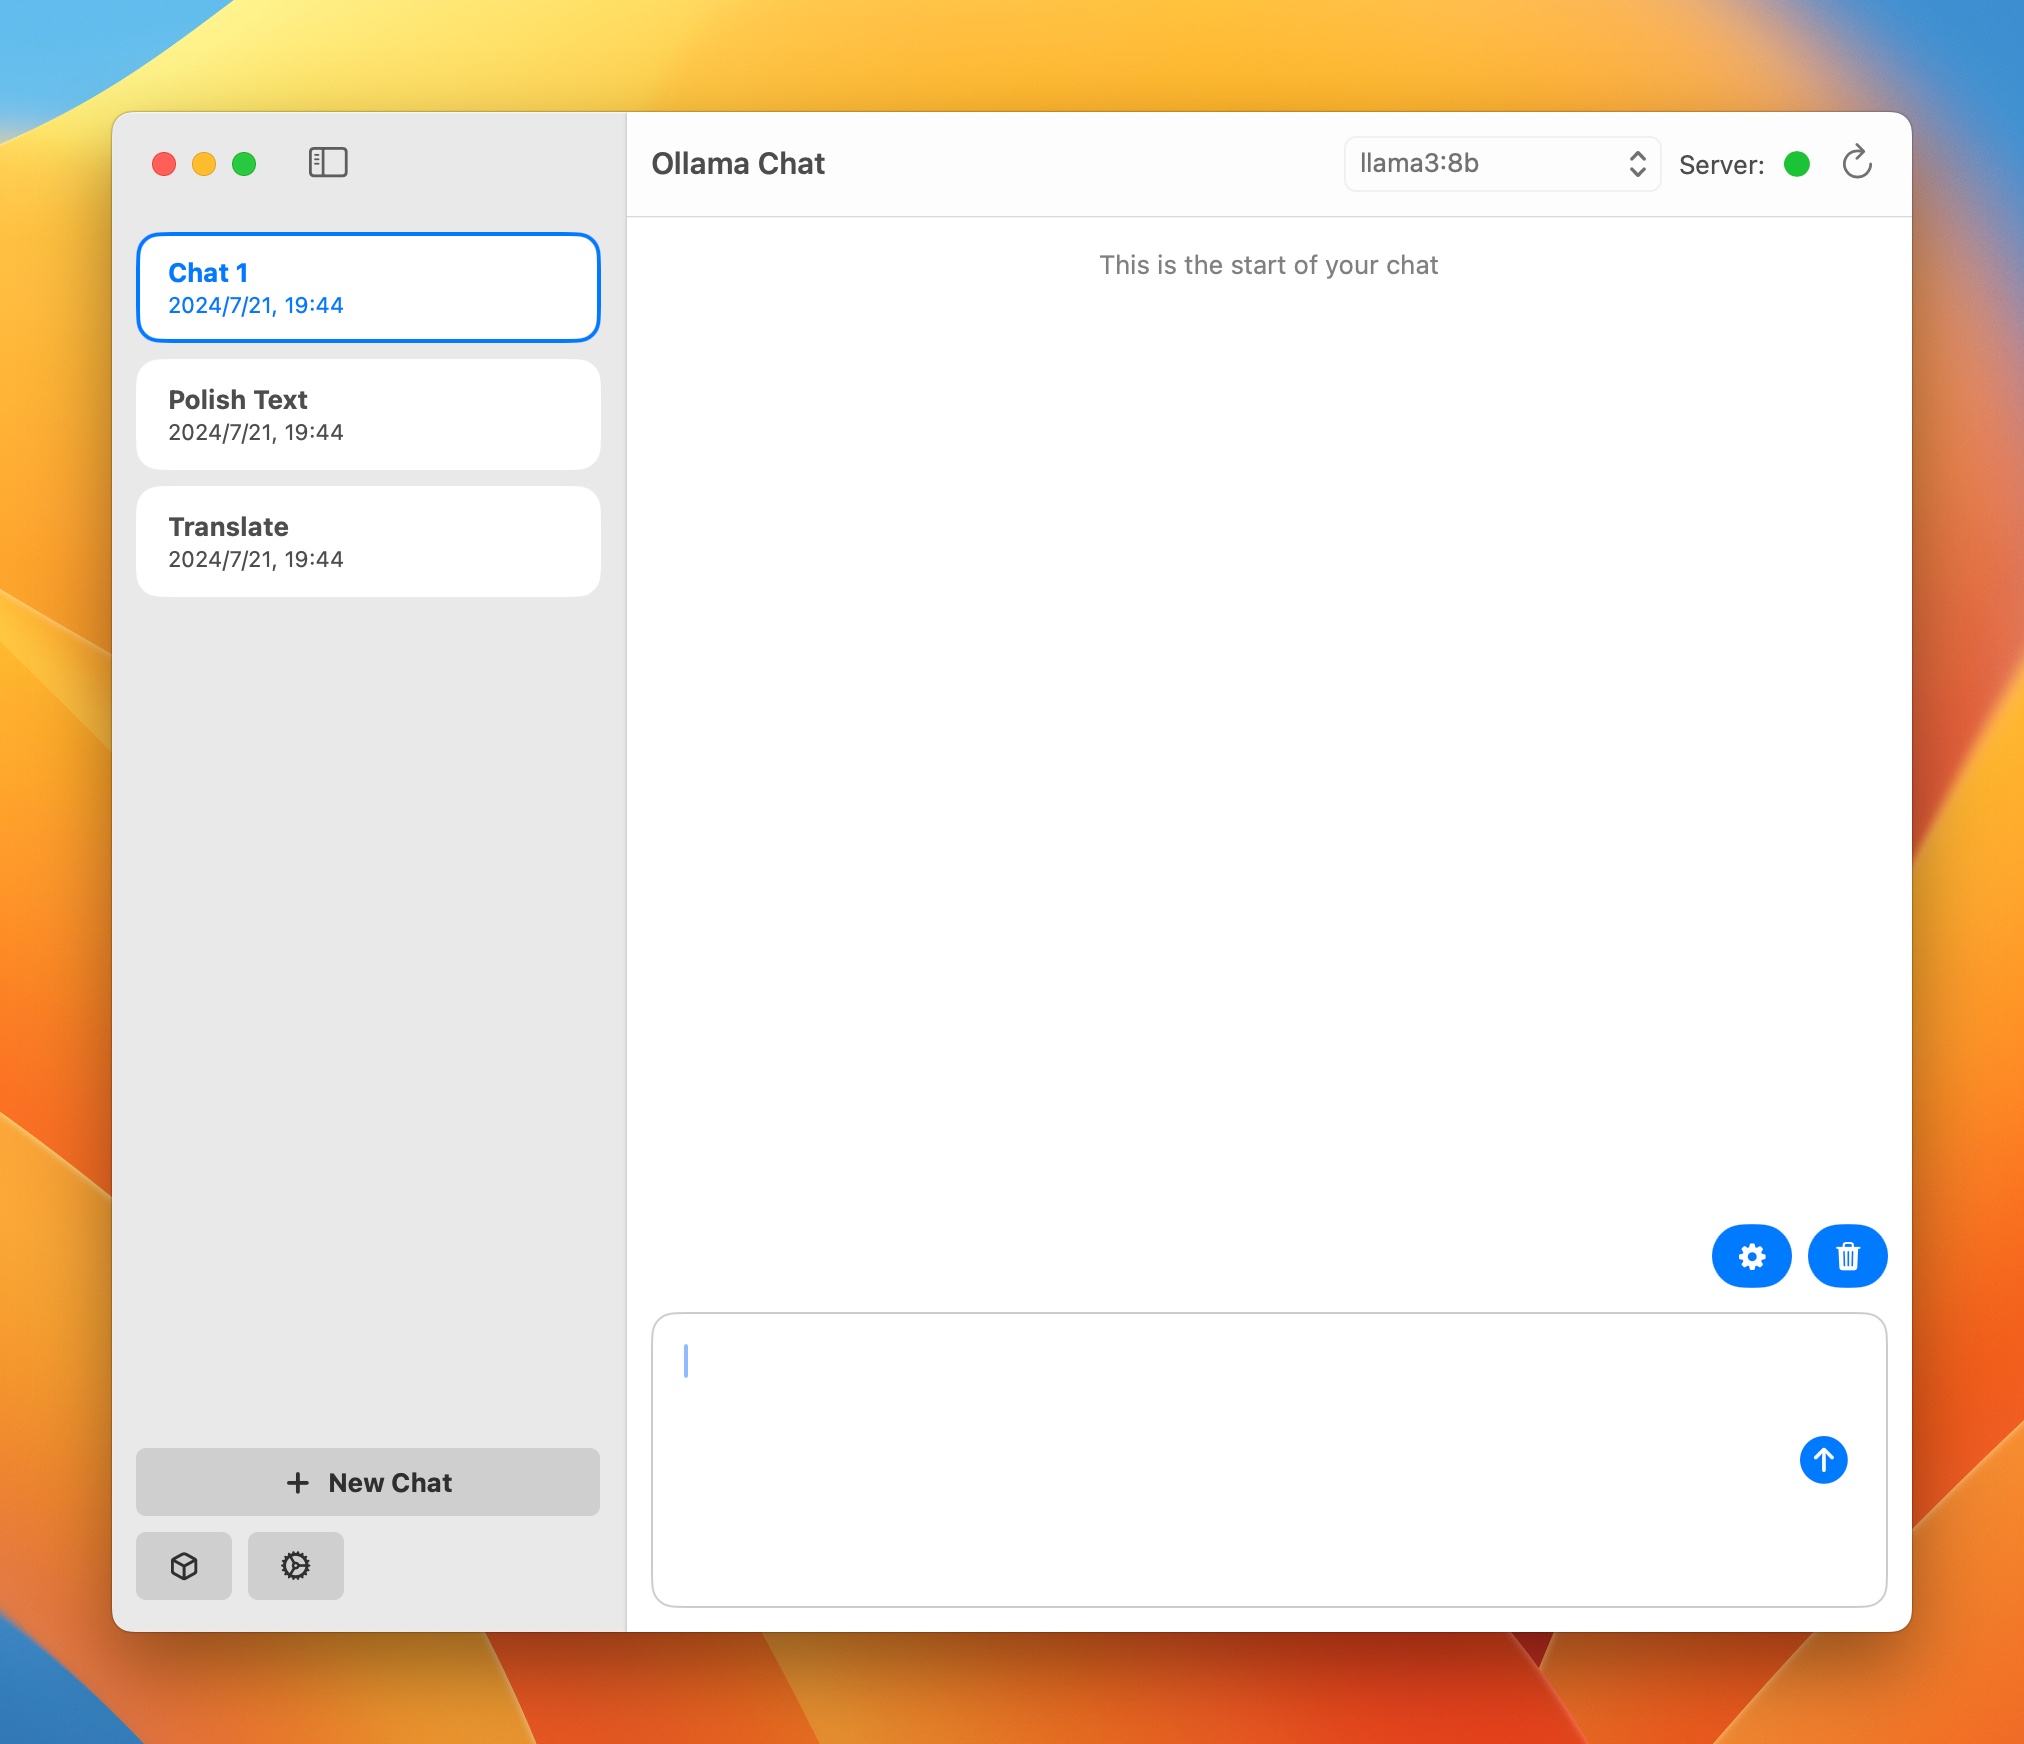 Chat 1
2024/7/21, 19:44
Polish Text
2024/7/21, 19:44
Translate
2024/7/21, 19:44
New Chat
Ollama Chat
llama3:8b
Server:
This is the start of your chat